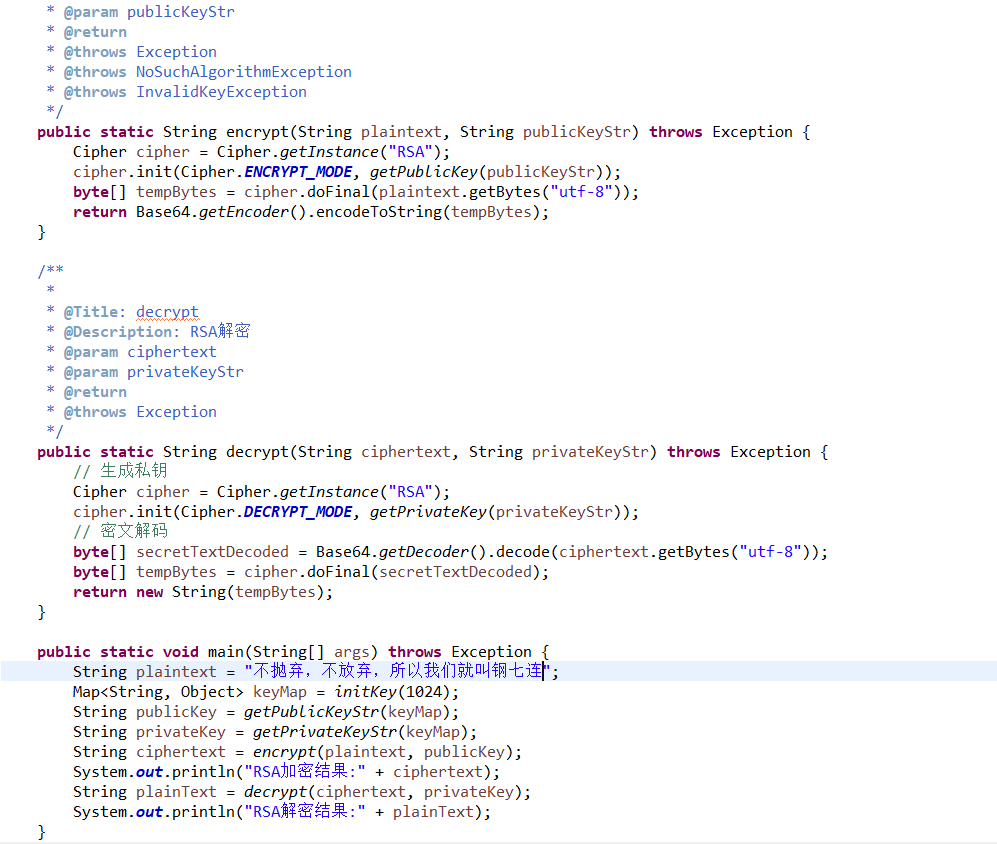 * @param publicKeyStr
* @return
* @throws Exception
* @throws NoSuchAlgorithmException
* @throws InvalidKeyException
*/
public static String encrypt(String plaintext, String publicKeyStr) throws Exception {
Cipher cipher = Cipher.getInstance("RSA");
cipher.init(Cipher.ENCRYPT_MODE, getPublicKey(publicKeyStr));
byte[] tempBytes = cipher.doFinal(plaintext.getBytes("utf-8"));
return Base64.getEncoder().encodeToString(tempBytes);
}
/**
*
* @Title: decrypt
* @Description: RSA解密
* @param ciphertext
* @param privateKeyStr
* @return
* @throws Exception
*/
public static String decrypt(String ciphertext, String privateKeyStr) throws Exception {
// 生成私钥
Cipher cipher = Cipher.getInstance("RSA");
cipher.init(Cipher.DECRYPT_MODE, getPrivateKey(privateKeyStr));
// 密文解码
byte[] secretTextDecoded = Base64.getDecoder().decode(ciphertext.getBytes("utf-8"));
byte[] tempBytes = cipher.doFinal(secretTextDecoded);
return new String(tempBytes);
}
public static void main(String[] args) throws Exception {
String plaintext = "不抛弃，不放弃，所以我们就叫钢七连";
Map<String, Object> keyMap = initKey(1024);
String publicKey = getPublicKeyStr(keyMap);
String privateKey = getPrivateKeyStr(keyMap);
String ciphertext = encrypt(plaintext, publicKey);
System.out.println("RSA加密结果:" + ciphertext);
String plainText = decrypt(ciphertext, privateKey);
System.out.println("RSA解密结果:" + plainText);
}